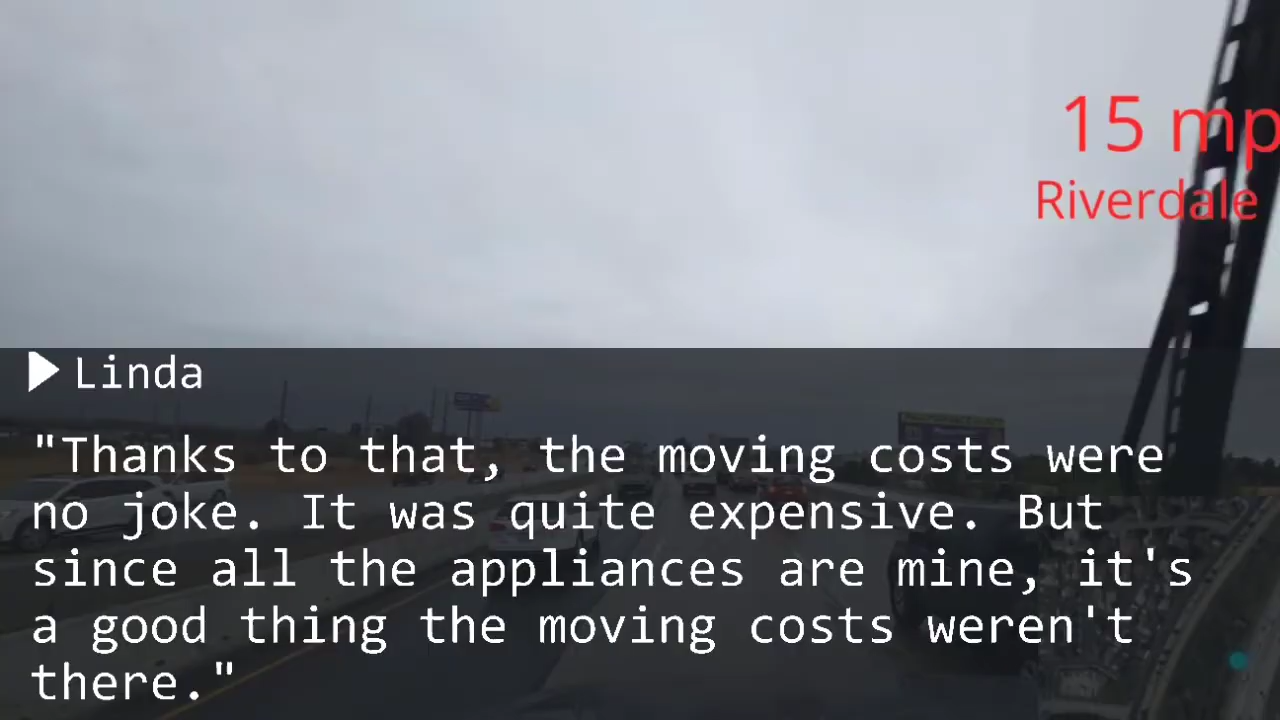 15 mp
Riverdale
Linda
"Thanks to that, the moving costs were
no joke. It was quite expensive. But
since all the appliances are mine, it's
a good thing the moving costs weren't
there."